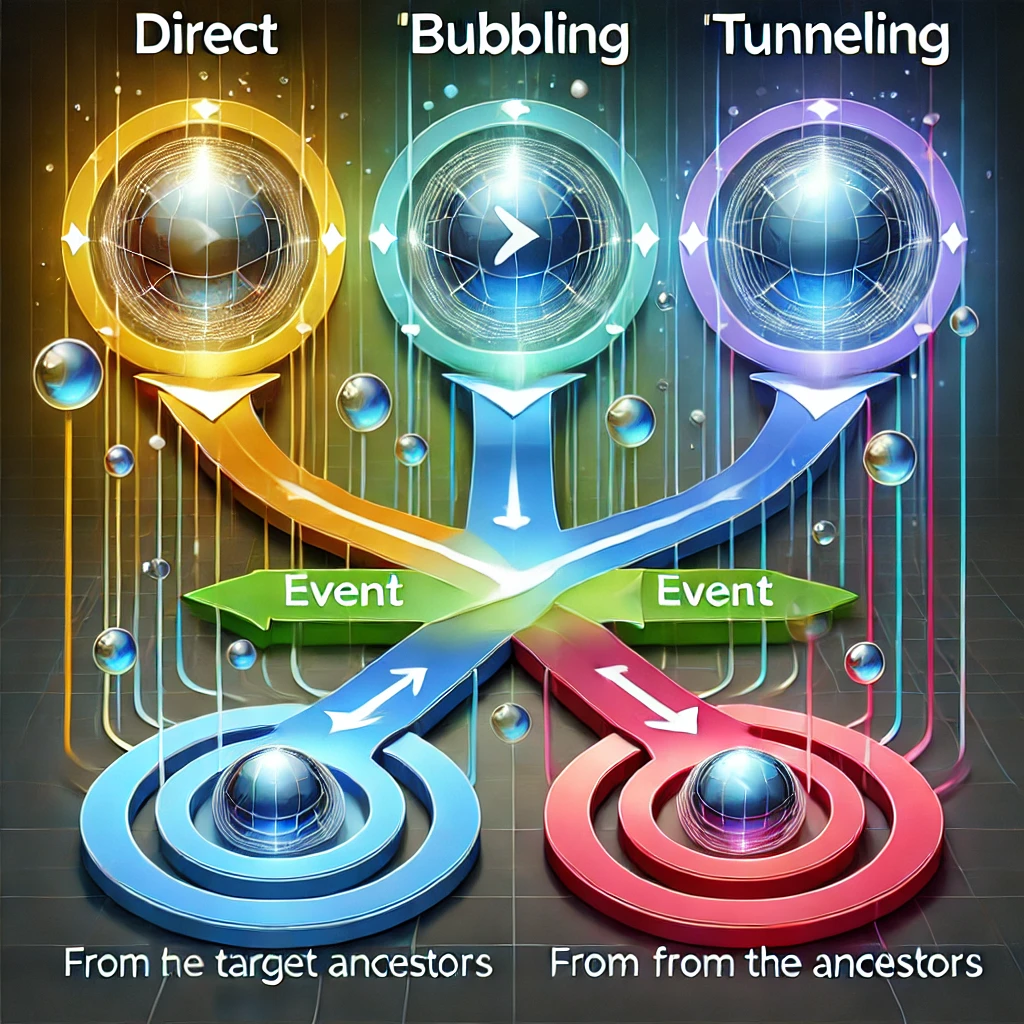 Direct
"Bubbling
"Tunneling
Event
Event
From he target ancestors
From from the ancestors